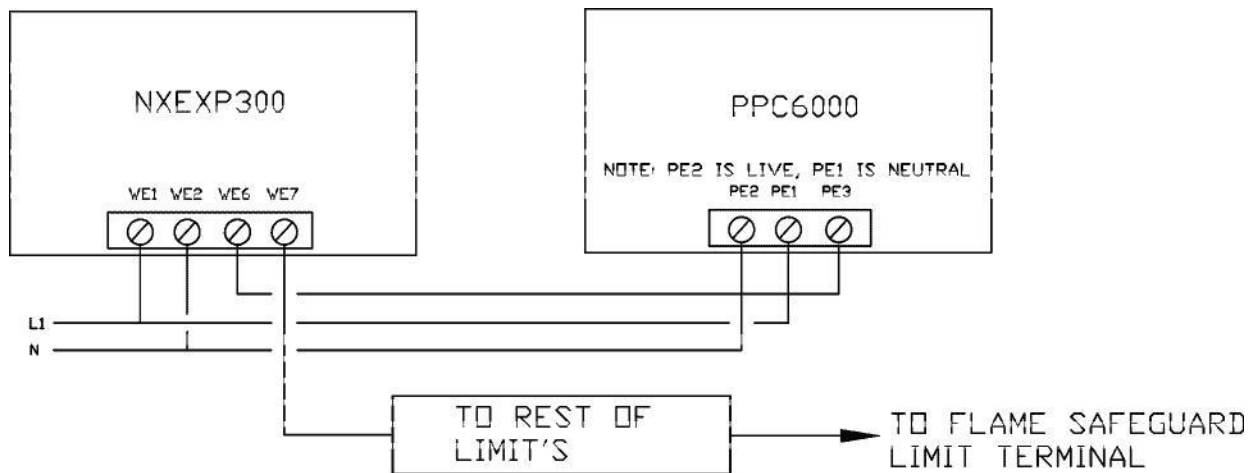 NXEXP300
WE1 WE2 WE6 WE7
PPC6000
NOTE: PE2 IS LIVE, PE1 IS NEUTRAL
PE2 PE1 PE3
L1
N
TO REST OF
LIMIT'S
TO FLAME SAFEGUARD
LIMIT TERMINAL